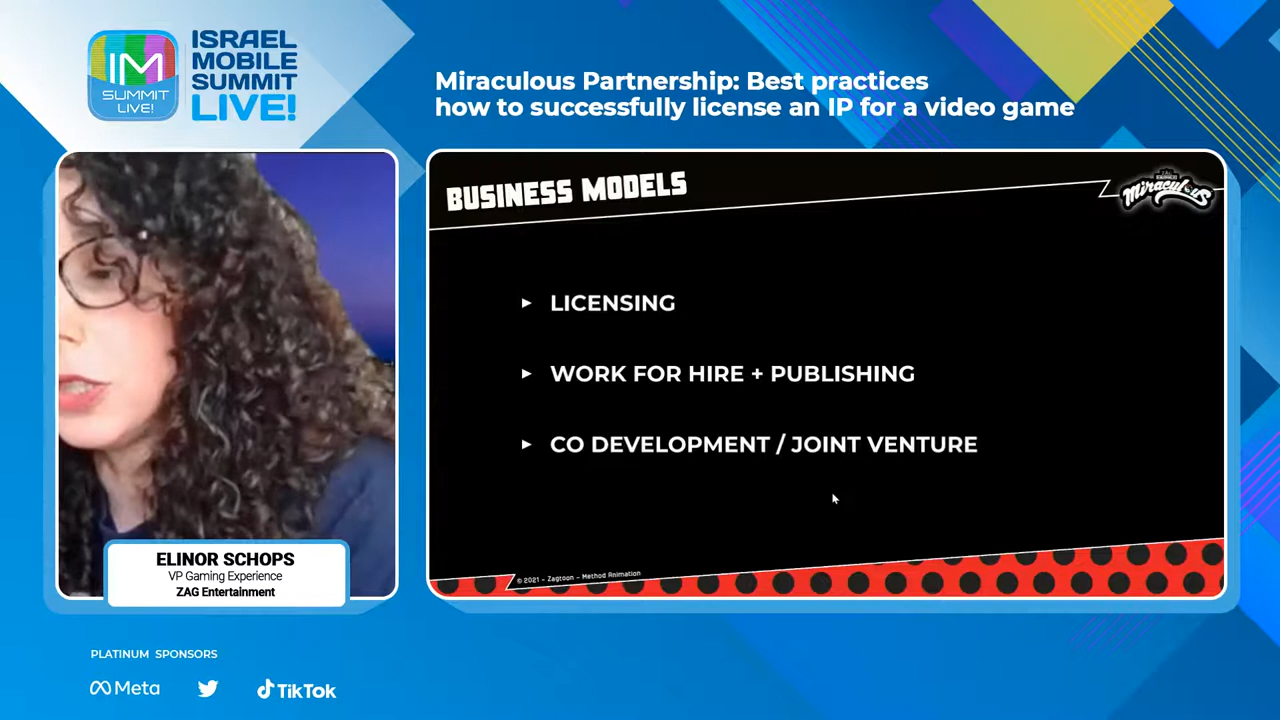 IM
SUMMIT
LIVE!
ISRAEL
MOBILE
SUMMIT
LIVE!
Miraculous Partnership: Best practices
how to successfully license an IP for a video game
BUSINESS MODELS
Miraculous
► LICENSING
► WORK FOR HIRE + PUBLISHING
► CO DEVELOPMENT / JOINT VENTURE
© 2021 - Zagtoon - Method Animation
ELINOR SCHOPS
VP Gaming Experience
ZAG Entertainment
PLATINUM SPONSORS
Meta
TikTok